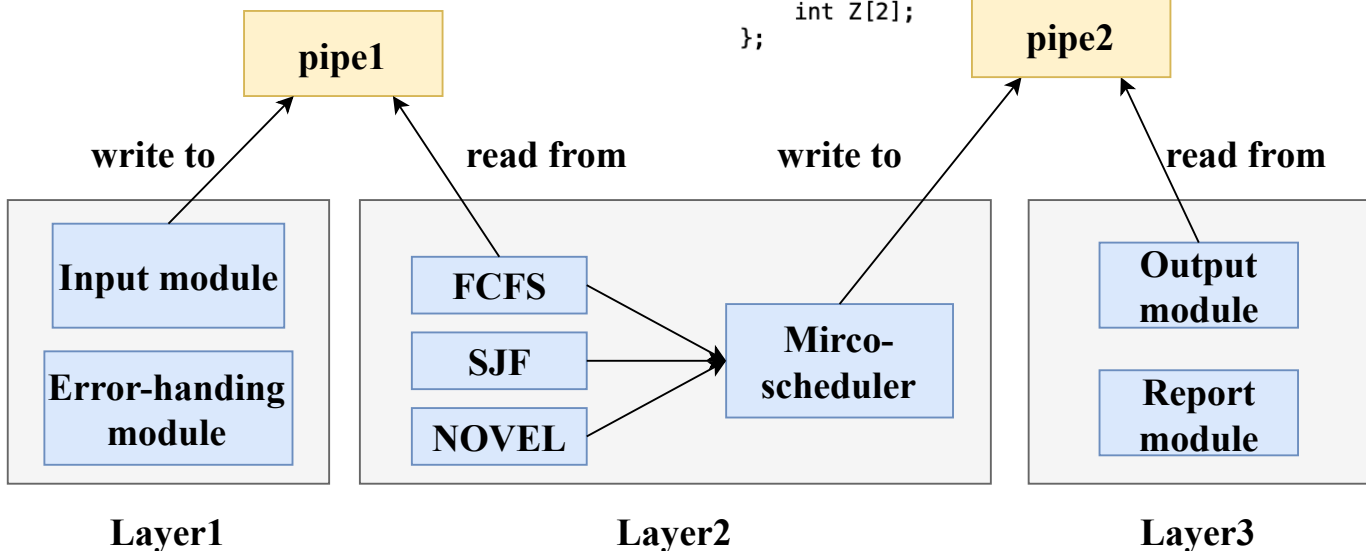 int Z[2];
};
pipe1
pipe2
write to
read from
write to
read from
Input module
Error-handing
module
FCFS
SJF
NOVEL
Mirco-
scheduler
Output
module
Report
module
Layer1
Layer2
Layer3